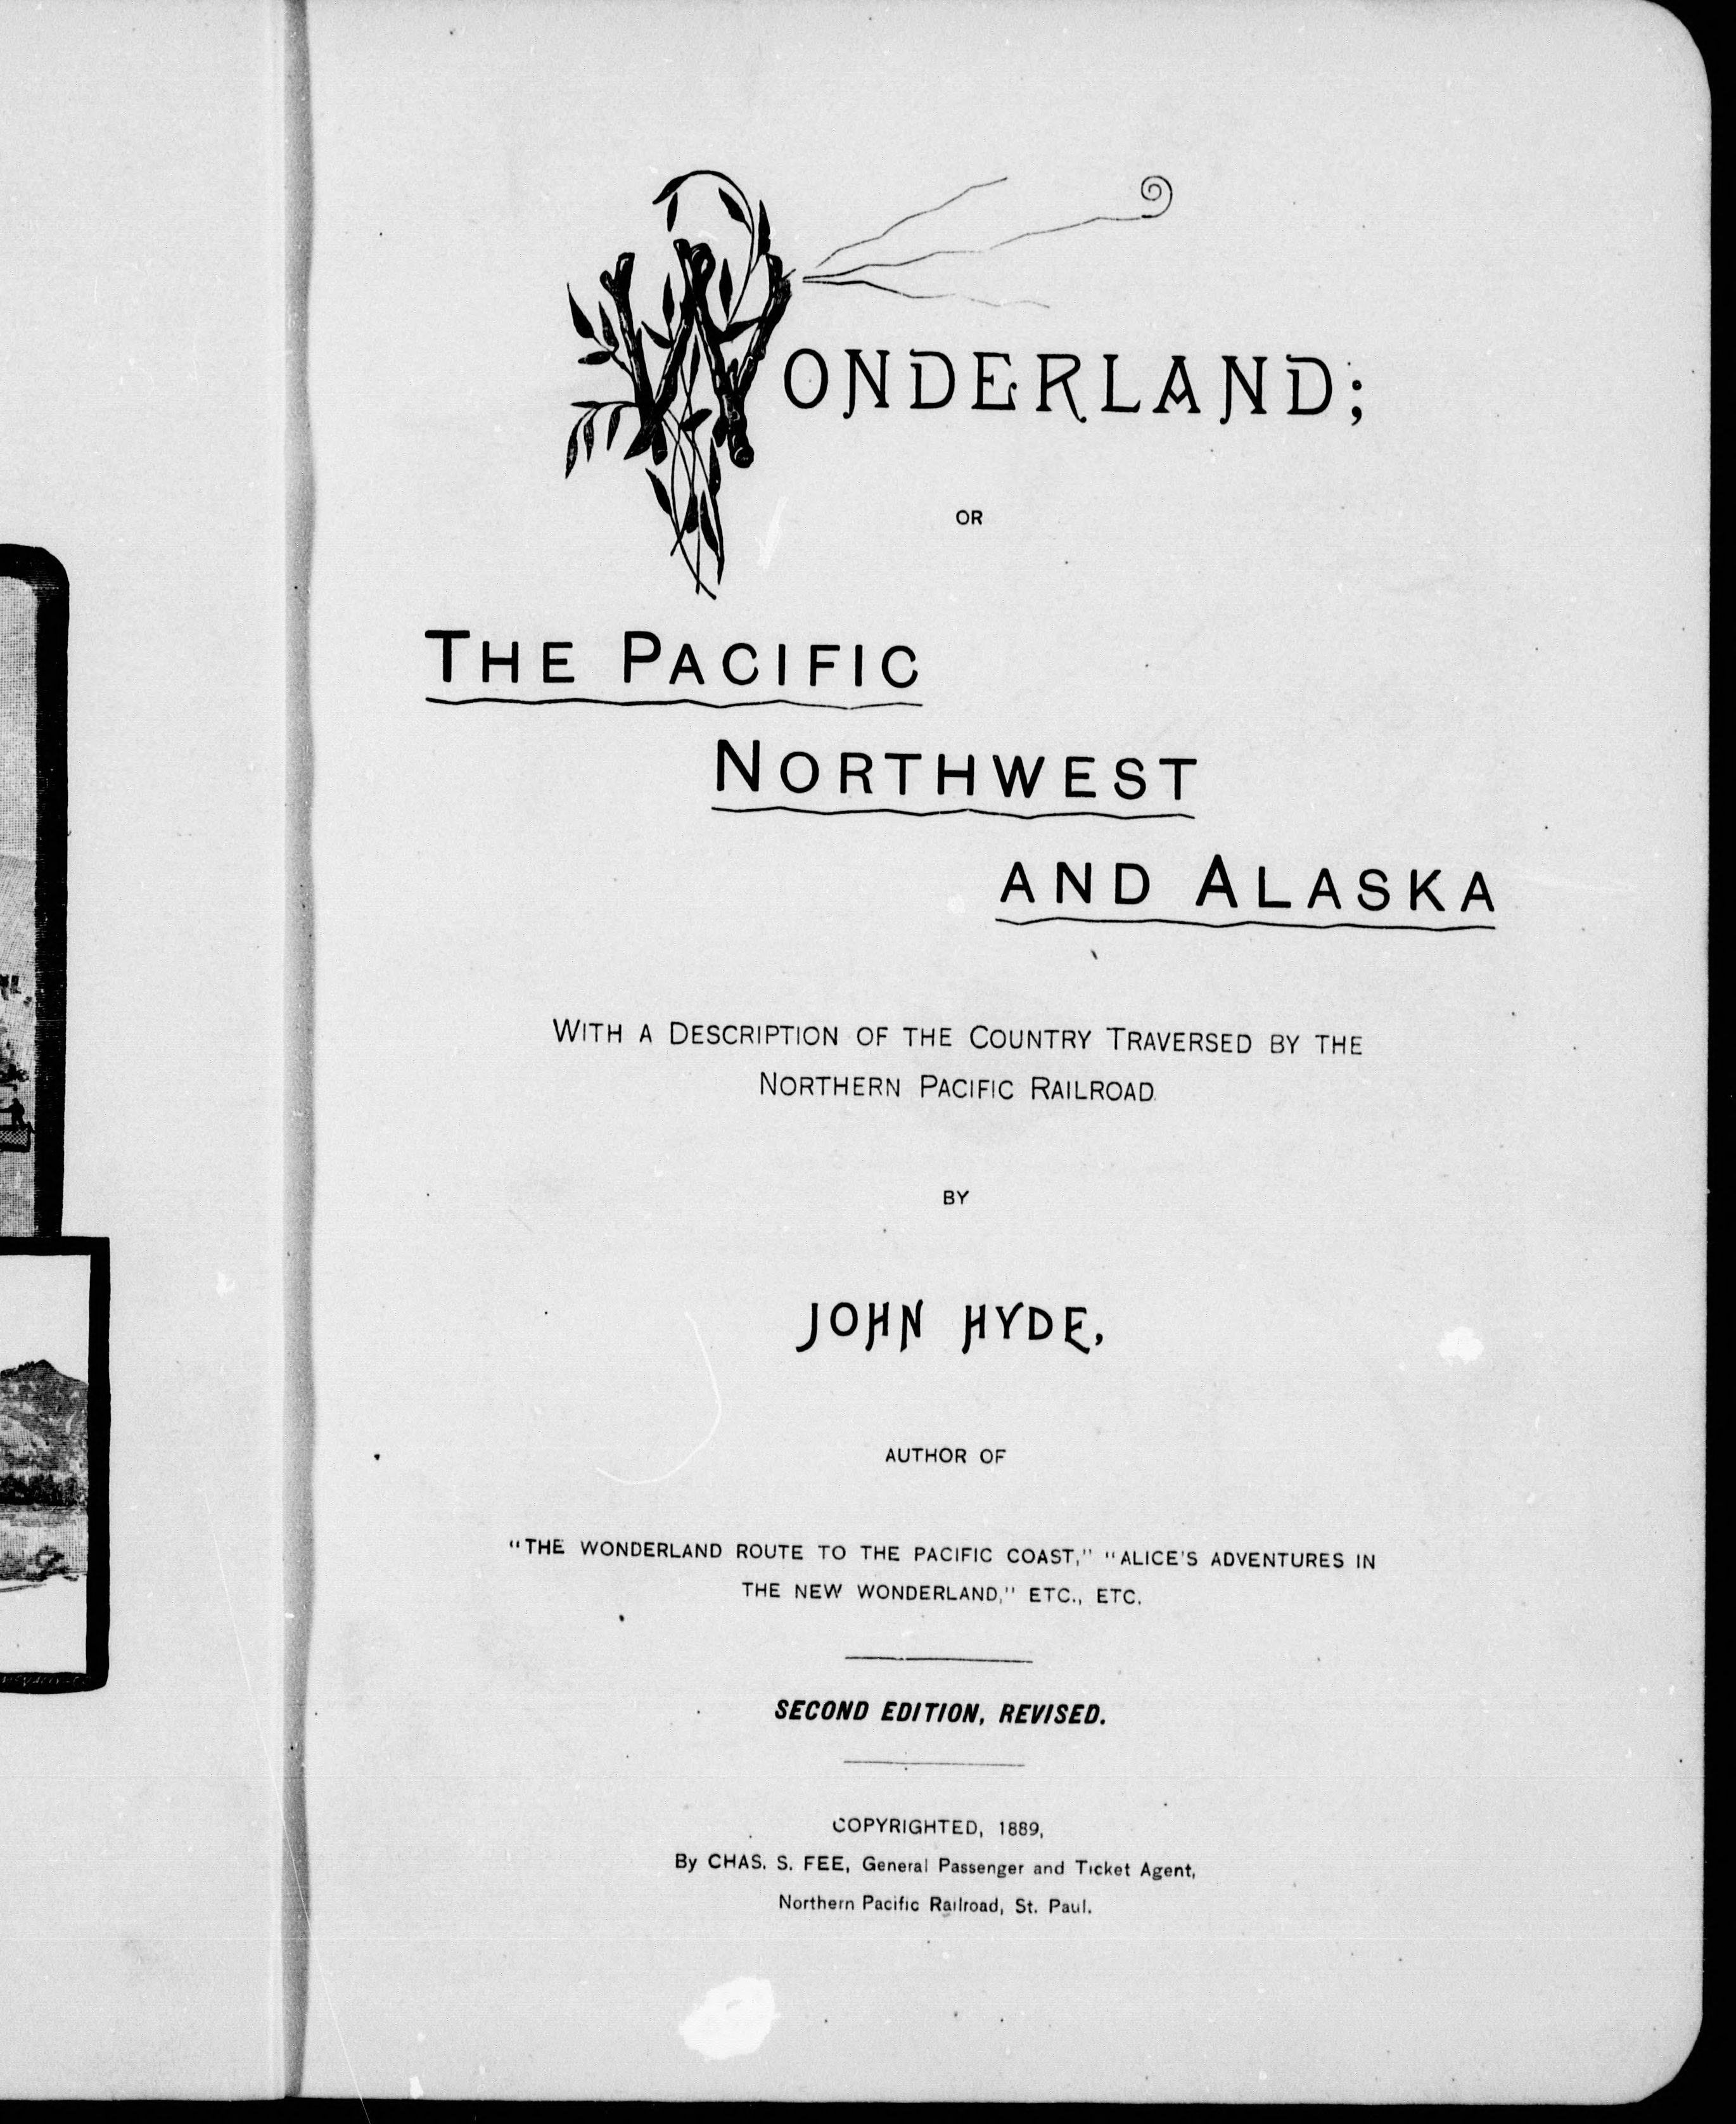 WONDERLAND;
OR
THE PACIFIC
NORTHWEST
AND ALASKA
WITH A DESCRIPTION OF THE COUNTRY TRAVERSED BY THE
NORTHERN PACIFIC RAILROAD.
BY
JOHN HYDE,
AUTHOR OF
"THE WONDERLAND ROUTE TO THE PACIFIC COAST," "ALICE'S ADVENTURES IN
THE NEW WONDERLAND," ETC., ETC.
SECOND EDITION, REVISED.
COPYRIGHTED, 1889,
By CHAS. S. FEE, General Passenger and Ticket Agent,
Northern Pacific Railroad, St. Paul.